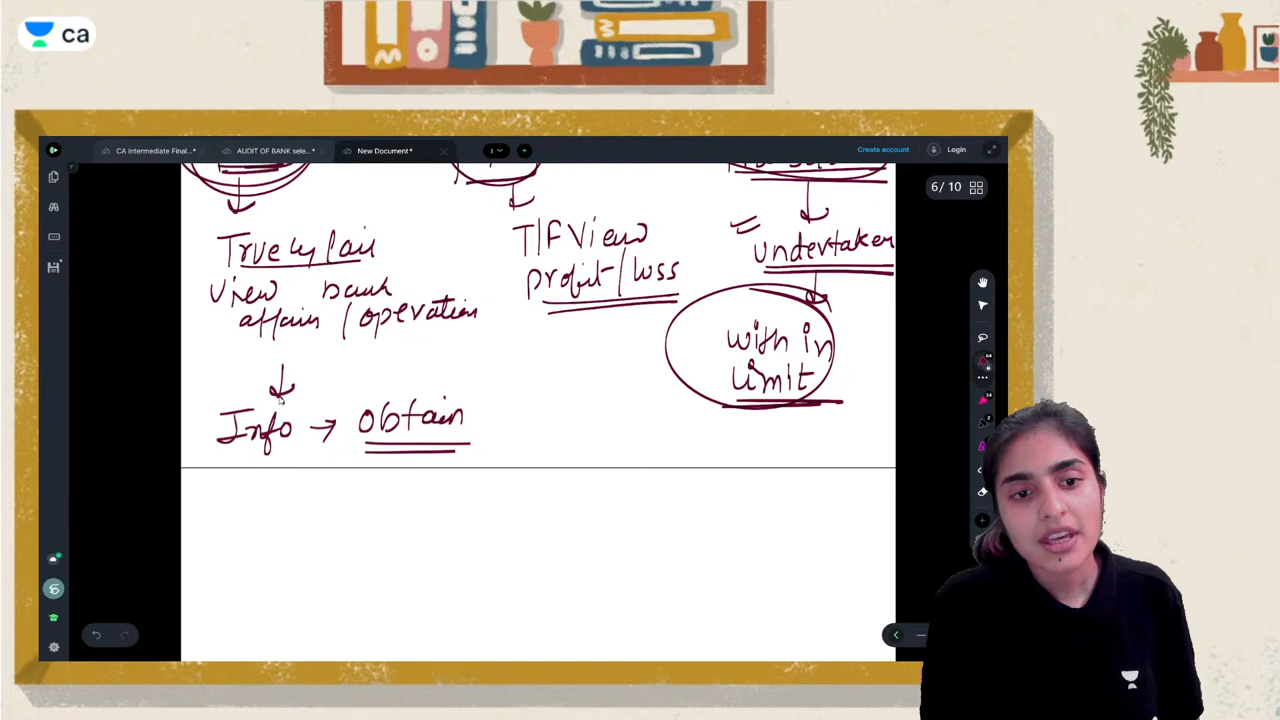 ca
CA Intermediate Final...*
AUDIT OF BANK sele...*
New Document*
3
Create account
Login
6/ 10
True & fair
view bank
affairs / operation
Info → obtain
T/F View
profit / loss
undertaken
with in
limit